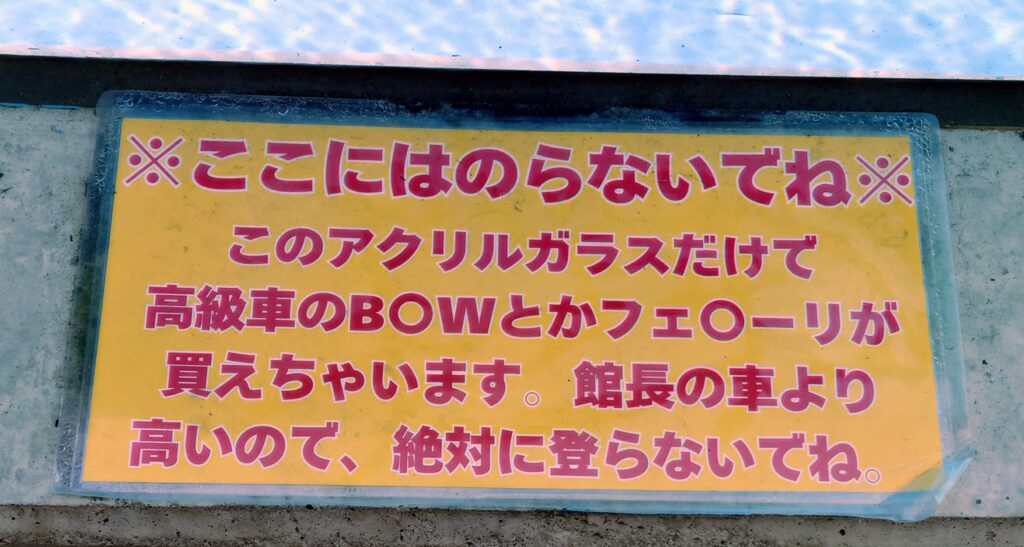 ※ここにはのらないでね※
このアクリルガラスだけで
高級車のB〇Wとかフェ〇ーリが
買えちゃいます。館長の車より
高いので、絶対に登らないでね。